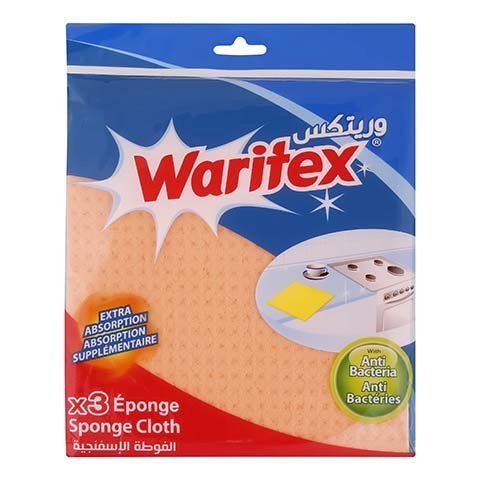 وريتكس
Waritex®
EXTRA
ABSORPTION
ABSORPTION
SUPPLÉMENTAIRE
With
Anti
Bacteria
Anti
Bactéries
x3 Éponge
Sponge Cloth
الفوطة الإسفنجية